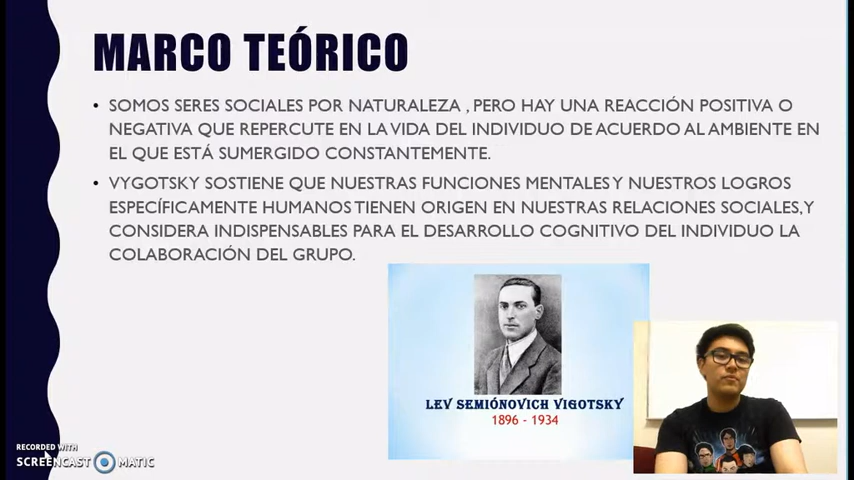 MARCO TEÓRICO
• SOMOS SERES SOCIALES POR NATURALEZA , PERO HAY UNA REACCIÓN POSITIVA O
NEGATIVA QUE REPERCUTE EN LA VIDA DEL INDIVIDUO DE ACUERDO AL AMBIENTE EN
EL QUE ESTÁ SUMERGIDO CONSTANTEMENTE.
• VYGOTSKY SOSTIENE QUE NUESTRAS FUNCIONES MENTALES Y NUESTROS LOGROS
ESPECÍFICAMENTE HUMANOS TIENEN ORIGEN EN NUESTRAS RELACIONES SOCIALES, Y
CONSIDERA INDISPENSABLES PARA EL DESARROLLO COGNITIVO DEL INDIVIDUO LA
COLABORACIÓN DEL GRUPO.
LEV SEMIÓNOVICH VIGOTSKY
1896 - 1934
RECORDED WITH
SCREENCAST MATIC